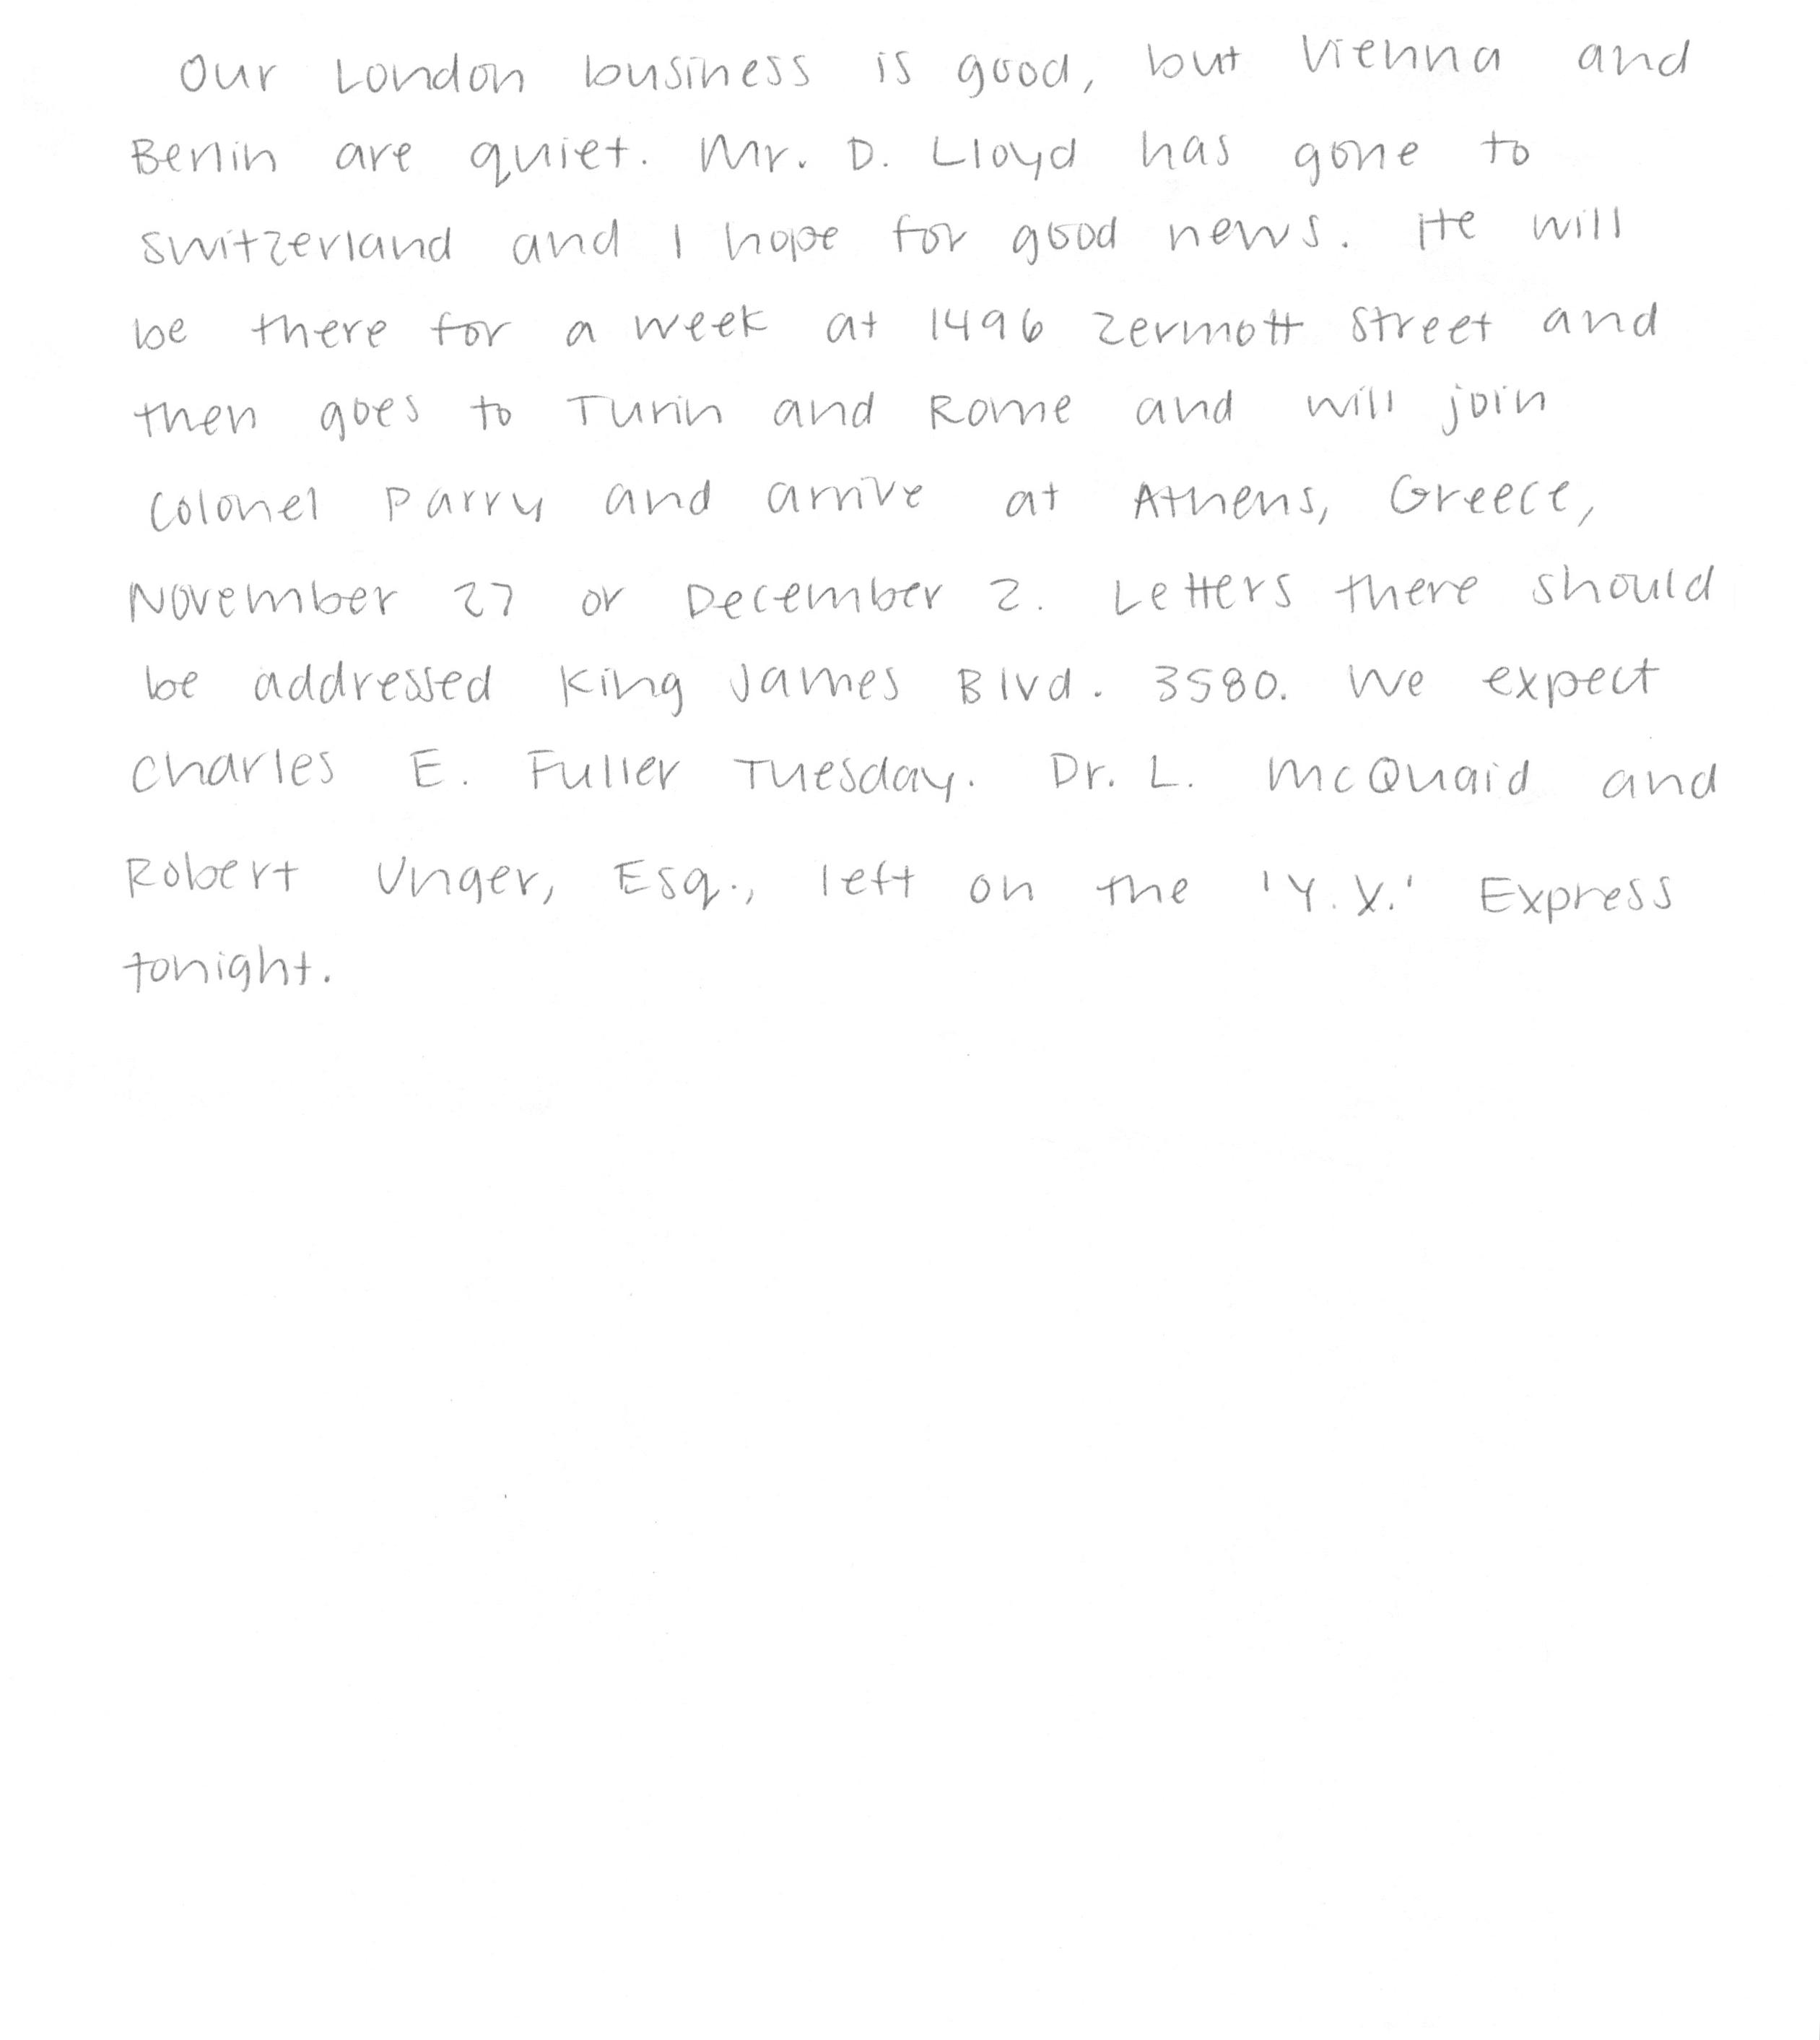 Our London business is good, but Vienna and
Berlin are quiet. Mr. D. Lloyd has gone to
Switzerland and I hope for good news. He will
be there for a week at 1496 Zermott Street and
then goes to Turin and Rome and will join
Colonel Parry and arrive at Athens, Greece,
November 27 or December 2. Letters there should
be addressed King James Blvd. 3580. We expect
Charles E. Fuller Tuesday. Dr. L. McQuaid and
Robert Unger, Esq., left on the 'Y.X.' Express
tonight.